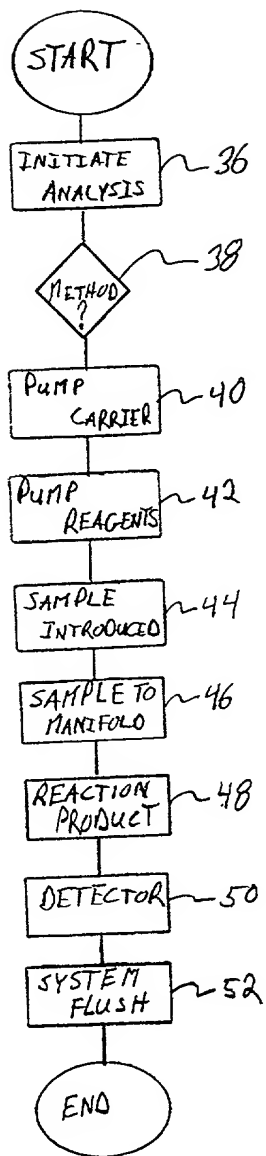 START
INITIATE
ANALYSIS
36
METHOD
?
38
PUMP
CARRIER
40
PUMP
REAGENTS
42
SAMPLE
INTRODUCED
44
SAMPLE TO
MANIFOLD
46
REACTION
PRODUCT
48
DETECTOR
50
SYSTEM
FLUSH
52
END